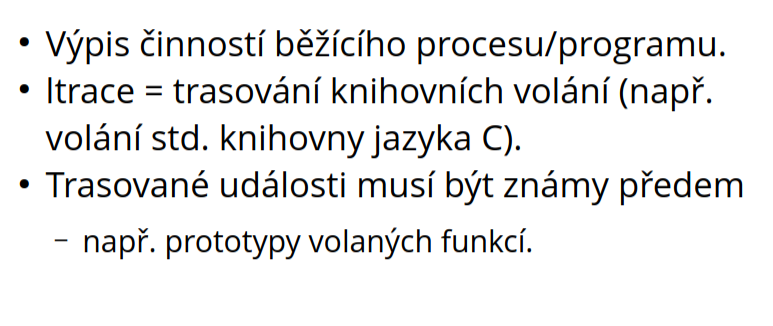 • Výpis činností běžícího procesu/programu.
• ltrace = trasování knihovních volání (např.
volání std. knihovny jazyka C).
• Trasované události musí být známy předem
– např. prototypy volaných funkcí.